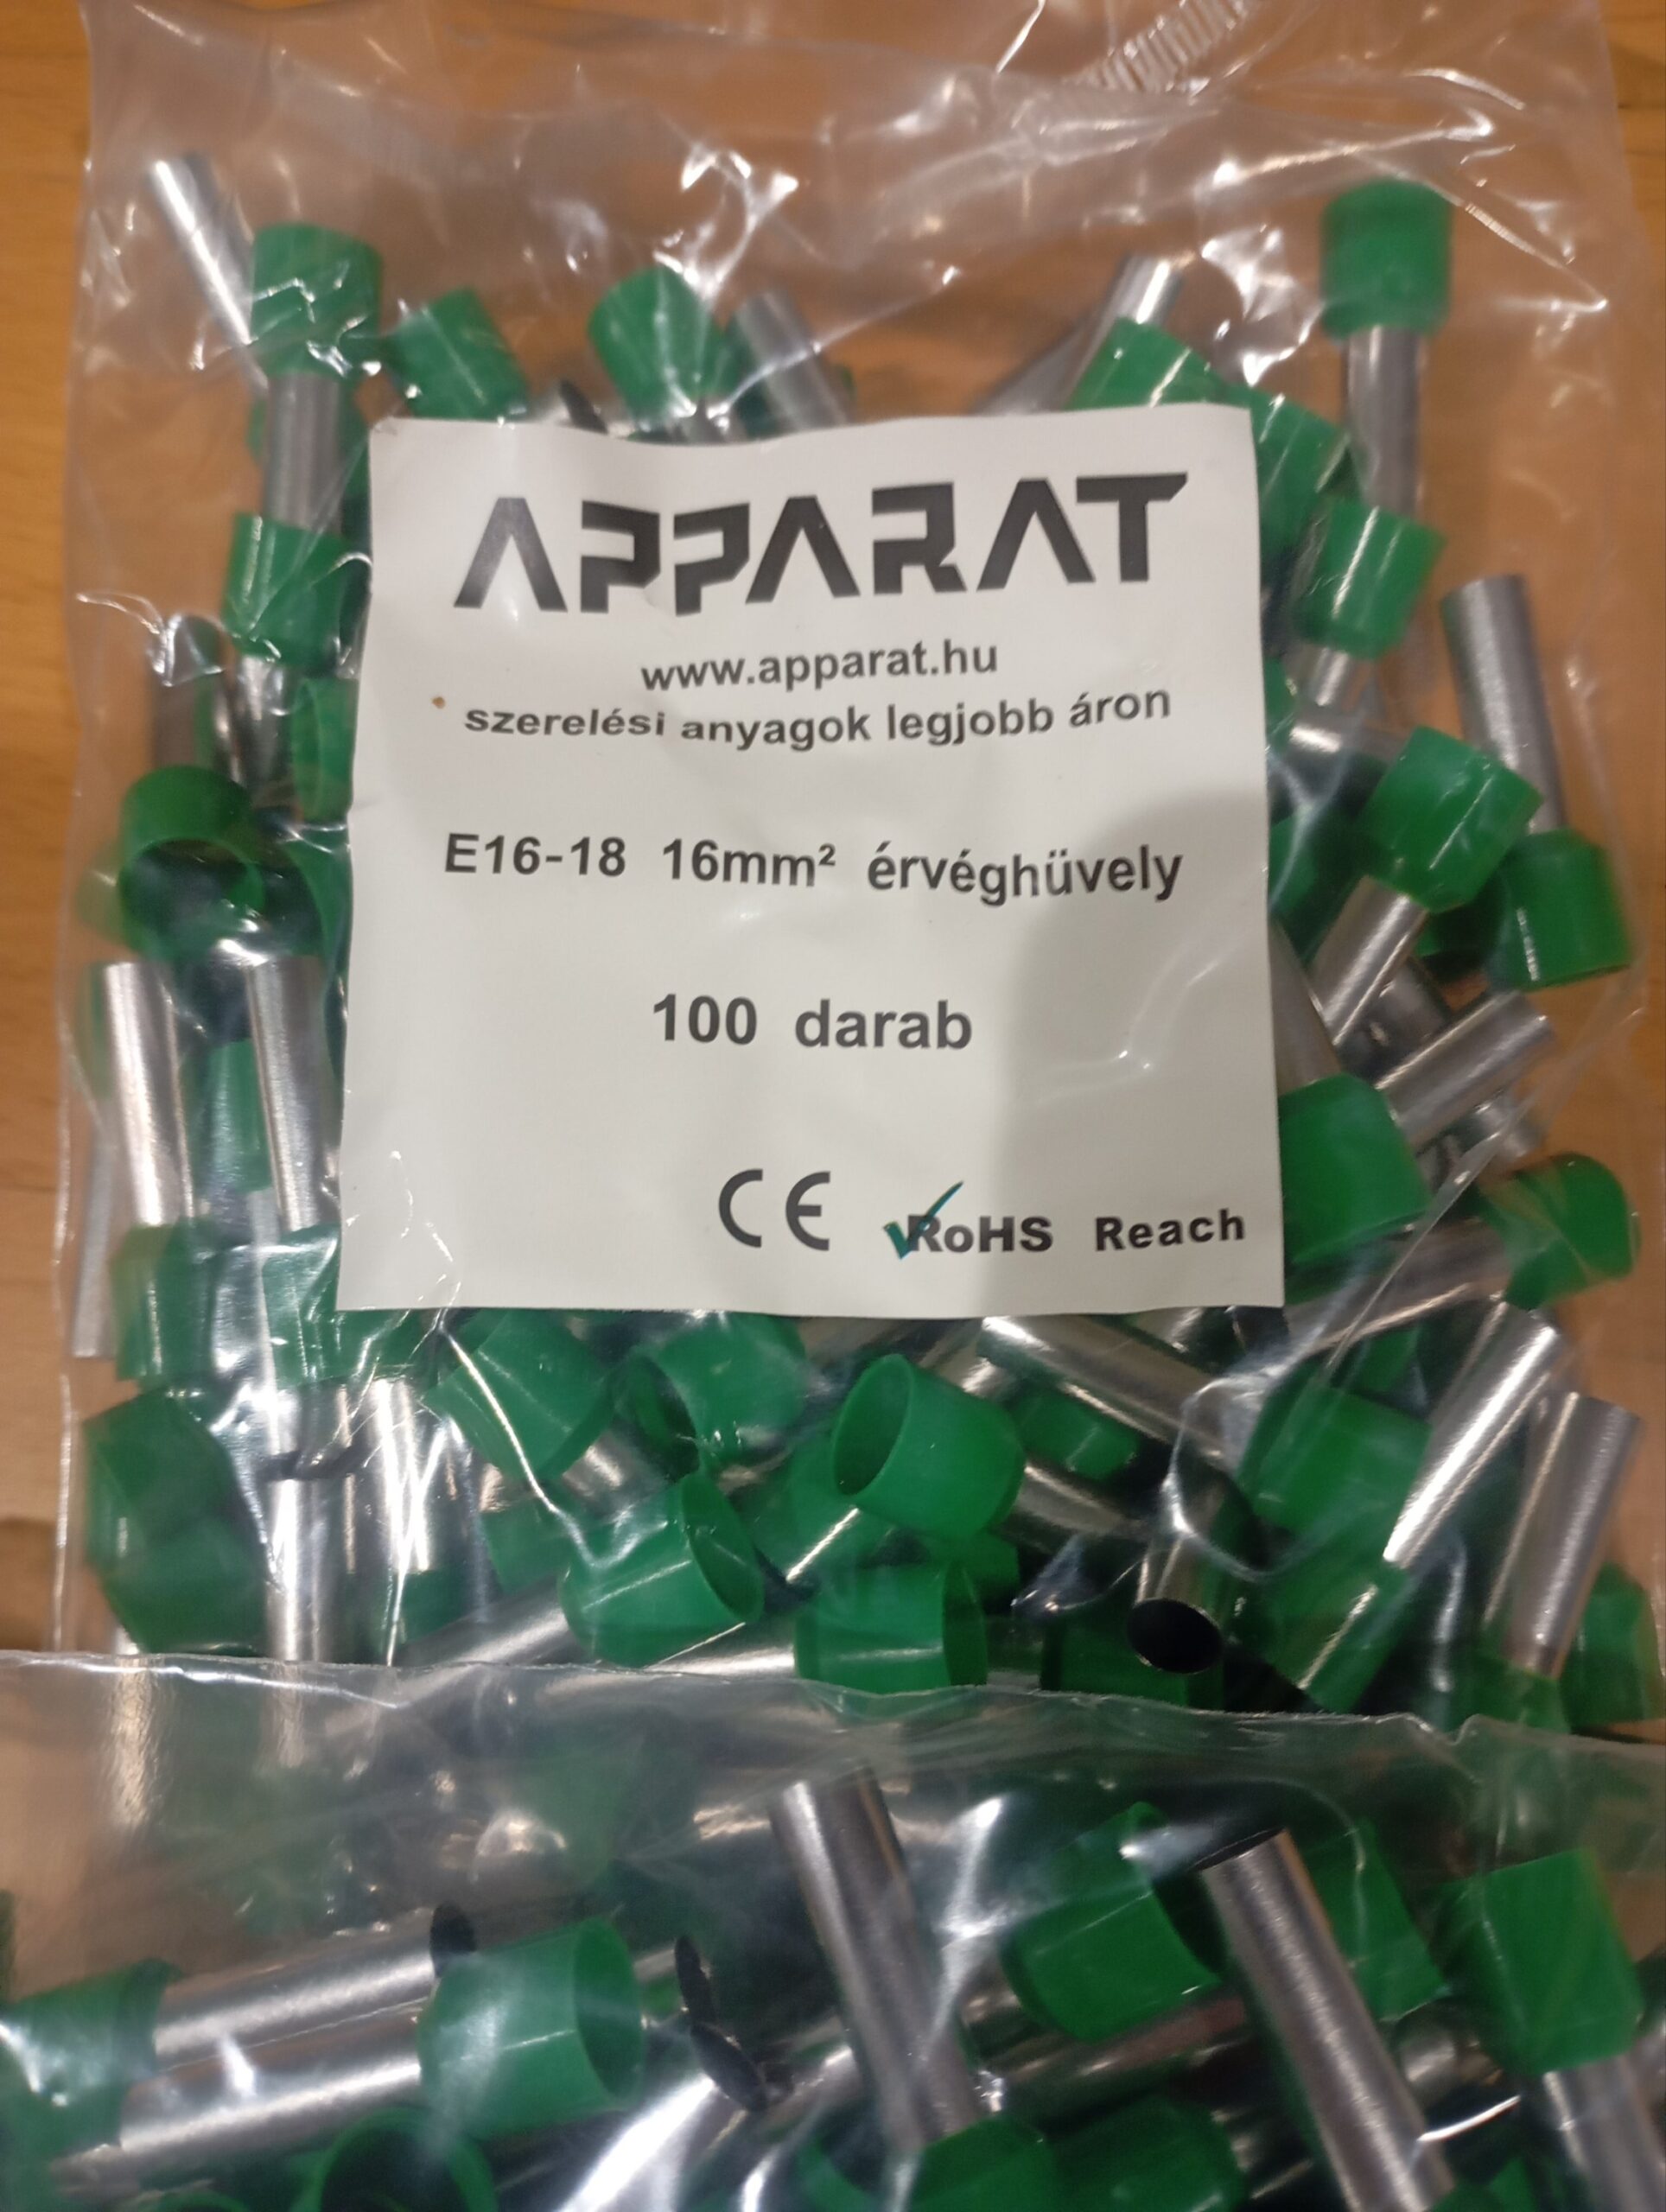 APPARAT
www.apparat.hu
szerelési anyagok legjobb áron
E16-18 16mm² érvéghüvely
100 darab
CE RoHS Reach